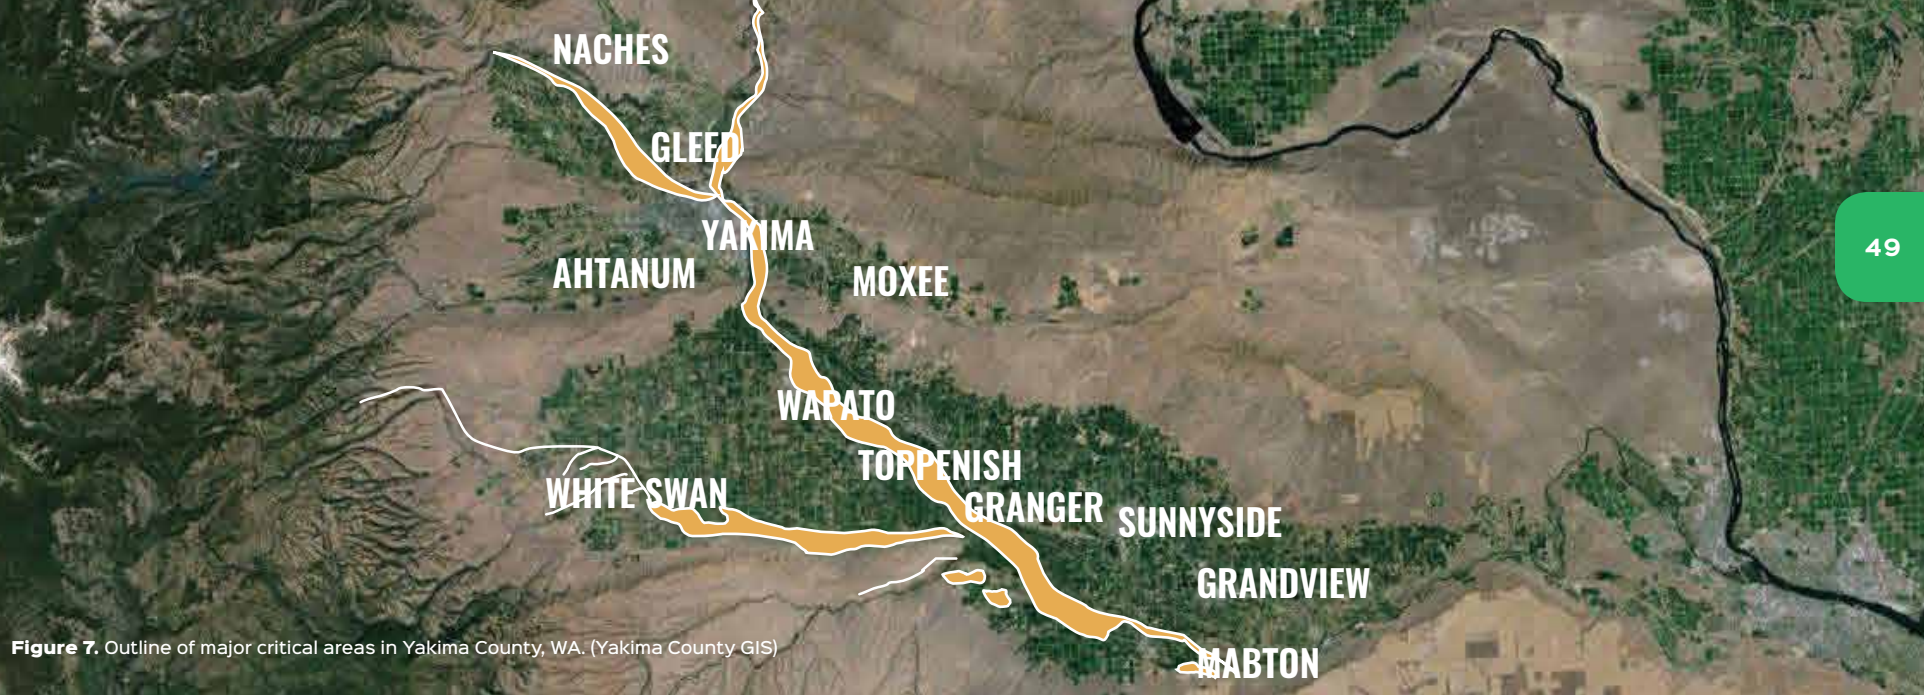 NACHES
GLEED
49
YAKIMA
AHTANUM
MOXEE
WAPATO
TOPPENISH
WHITE SWAN
GRANGER
SUNNYSIDE
GRANDVIEW
Figure 7. Outline of major critical areas in Yakima County, WA. (Yakima County GIS)
MABTON